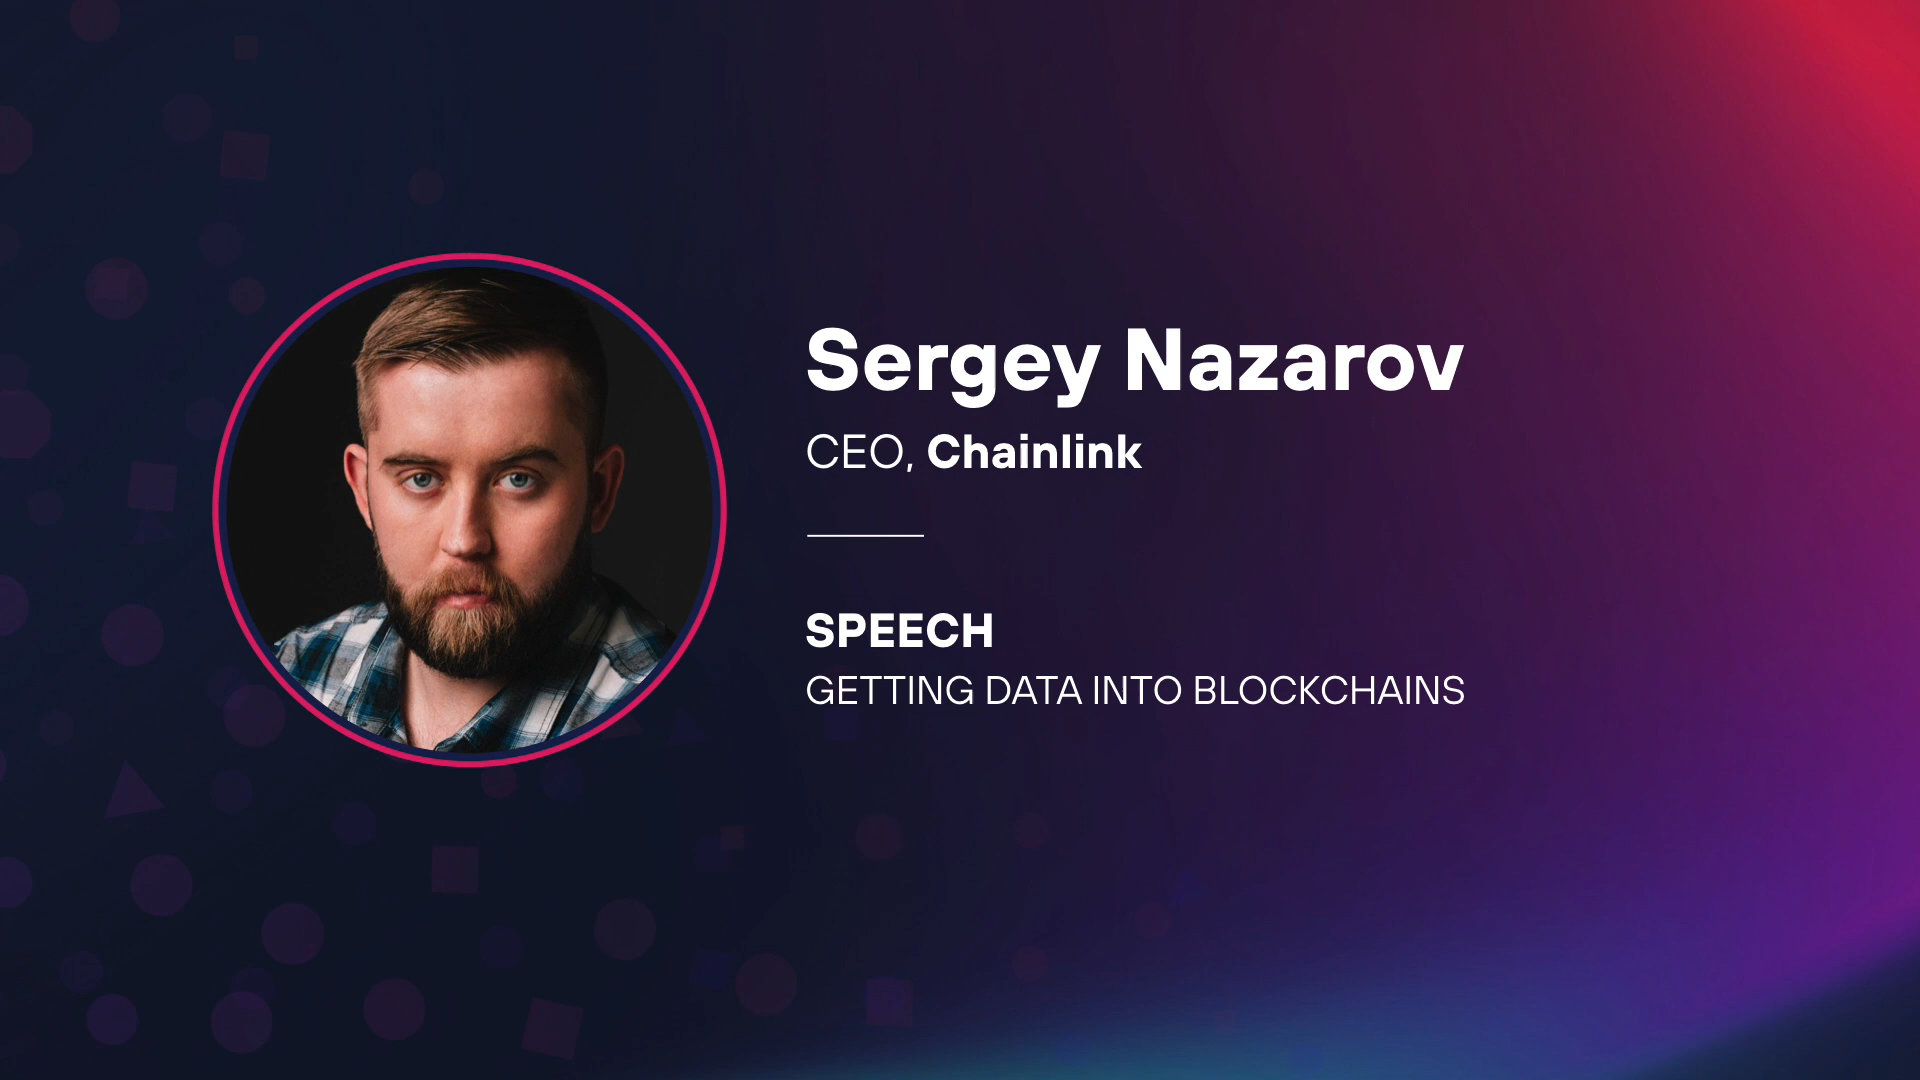 Sergey Nazarov
CEO, Chainlink
SPEECH
GETTING DATA INTO BLOCKCHAINS